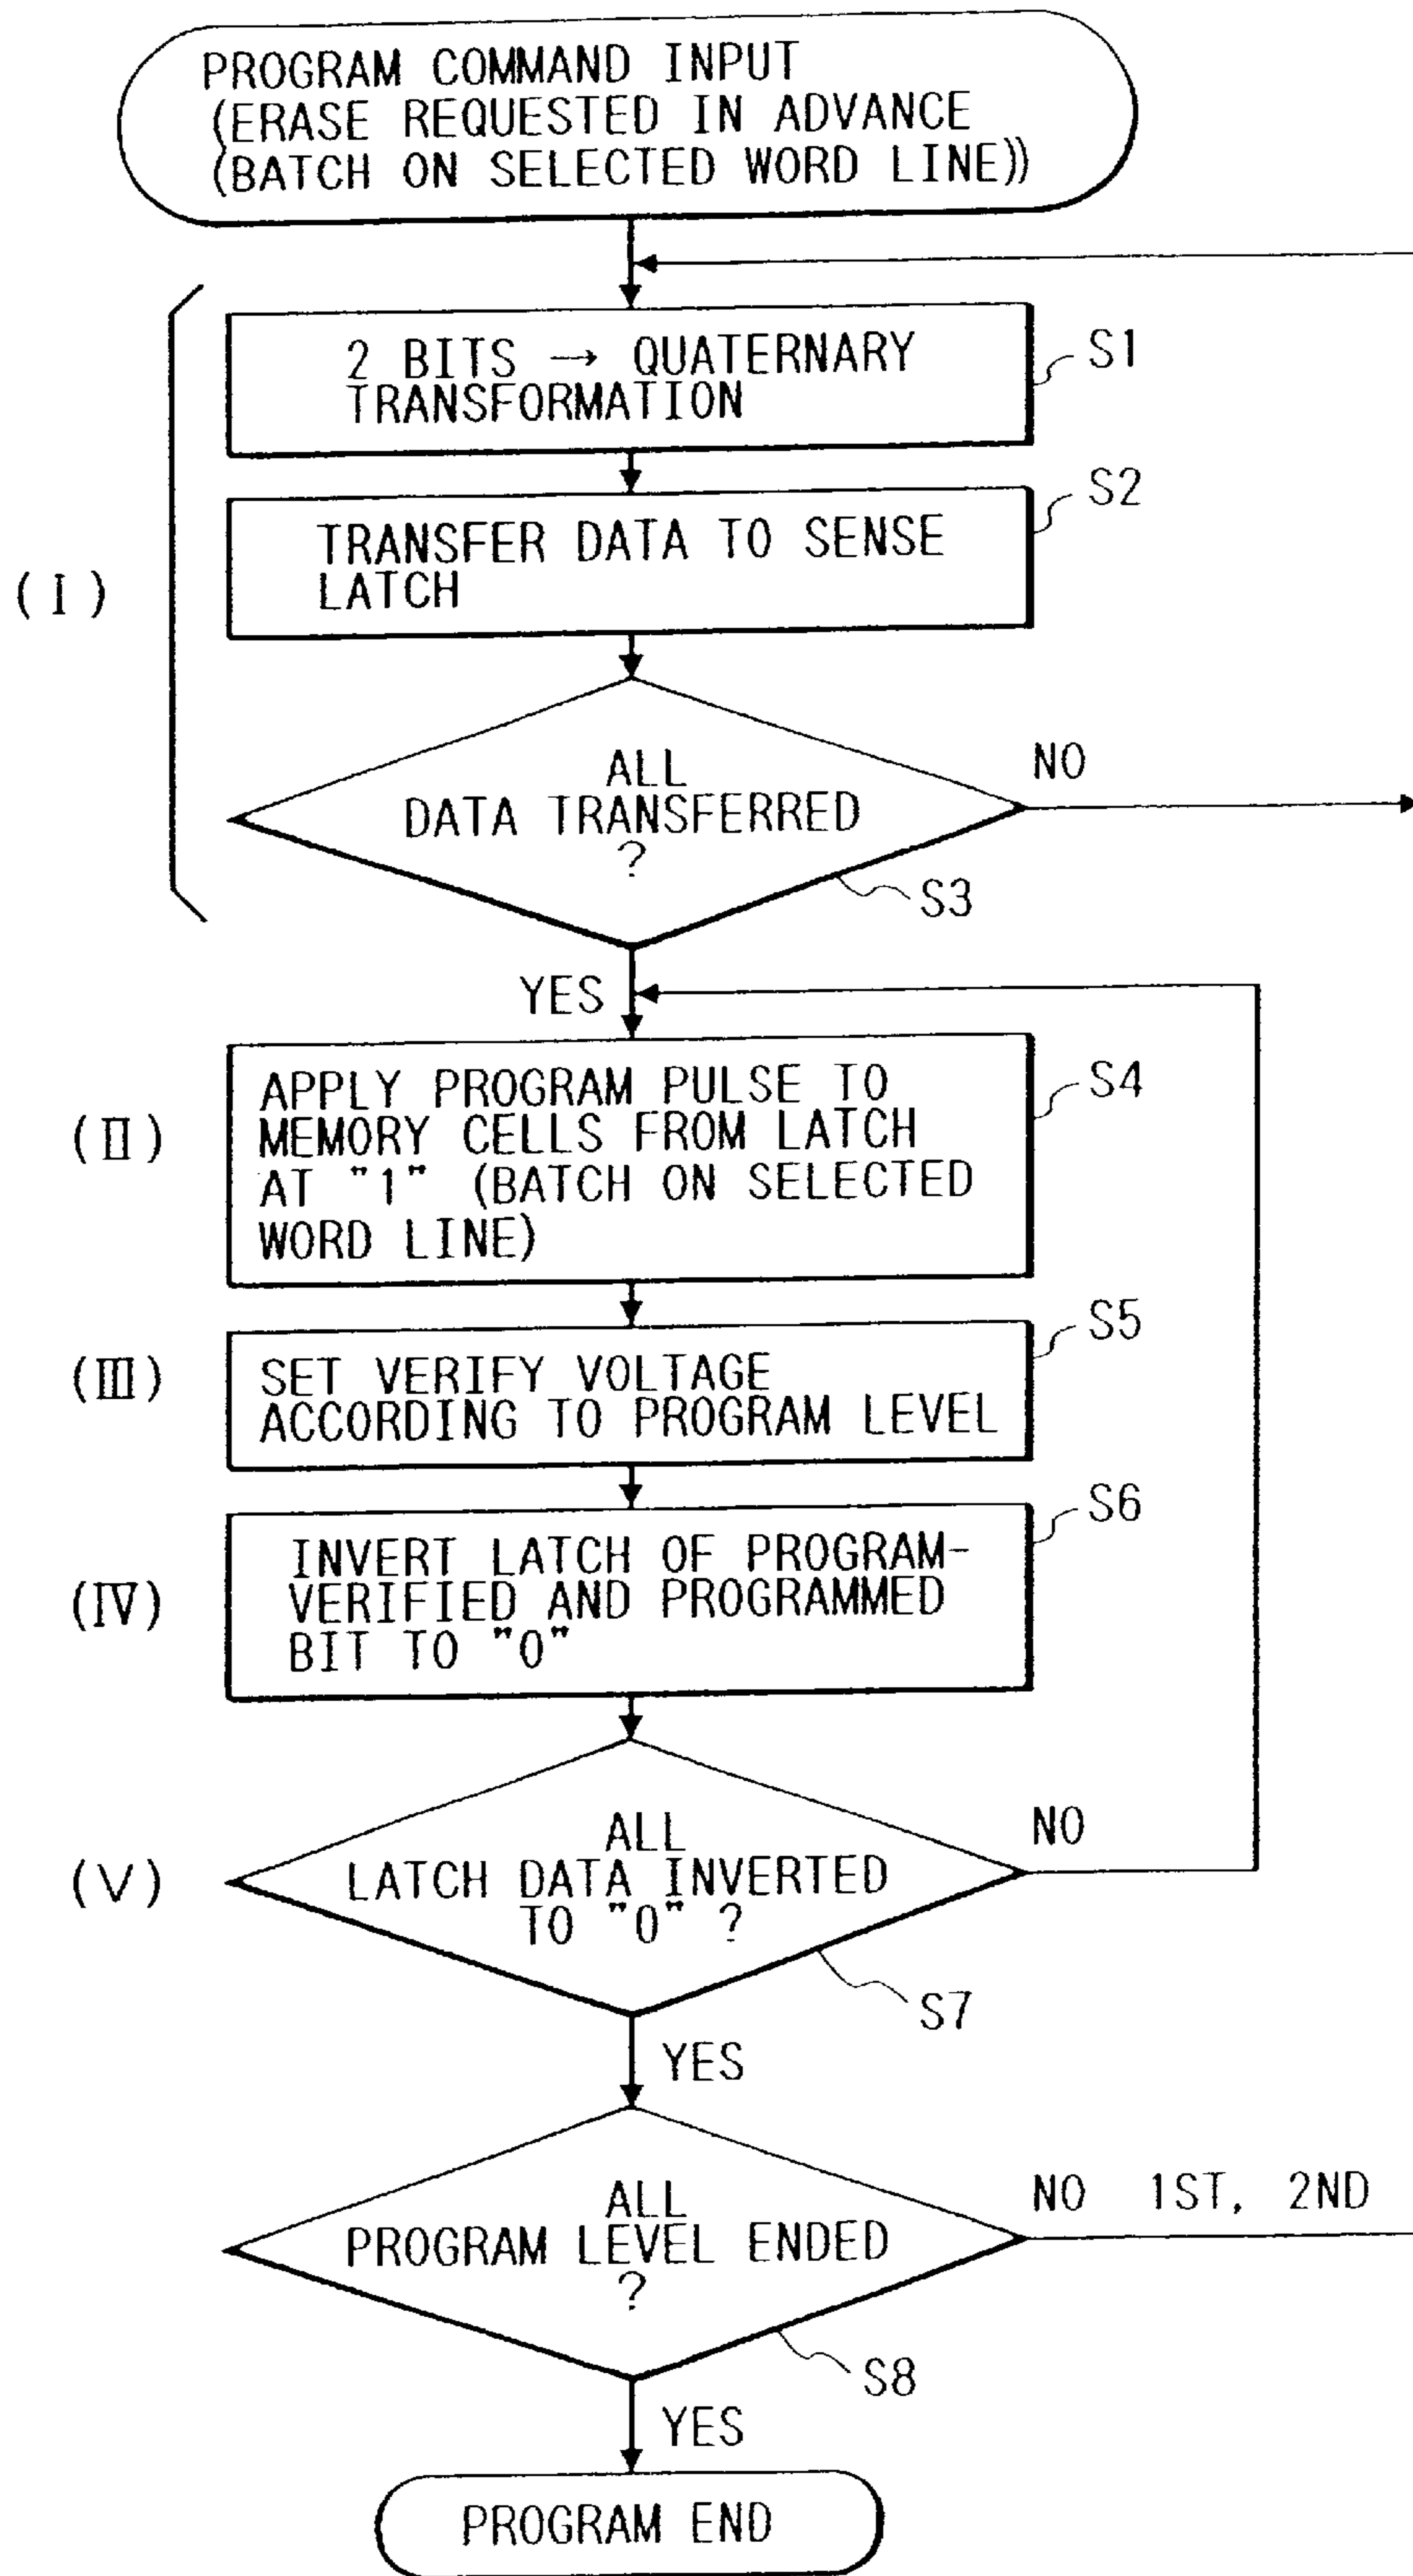 PROGRAM COMMAND INPUT
(ERASE REQUESTED IN ADVANCE
(BATCH ON SELECTED WORD LINE))
2 BITS → QUATERNARY
TRANSFORMATION
S1
TRANSFER DATA TO SENSE
LATCH
S2
(I)
ALL
DATA TRANSFERRED
?
NO
S3
YES
(II)
APPLY PROGRAM PULSE TO
MEMORY CELLS FROM LATCH
AT "1" (BATCH ON SELECTED
WORD LINE)
S4
(III)
SET VERIFY VOLTAGE
ACCORDING TO PROGRAM LEVEL
S5
(IV)
INVERT LATCH OF PROGRAM-
VERIFIED AND PROGRAMMED
BIT TO "0"
S6
(V)
ALL
LATCH DATA INVERTED
TO "0" ?
NO
S7
YES
ALL
PROGRAM LEVEL ENDED
?
NO 1ST, 2ND
S8
YES
PROGRAM END